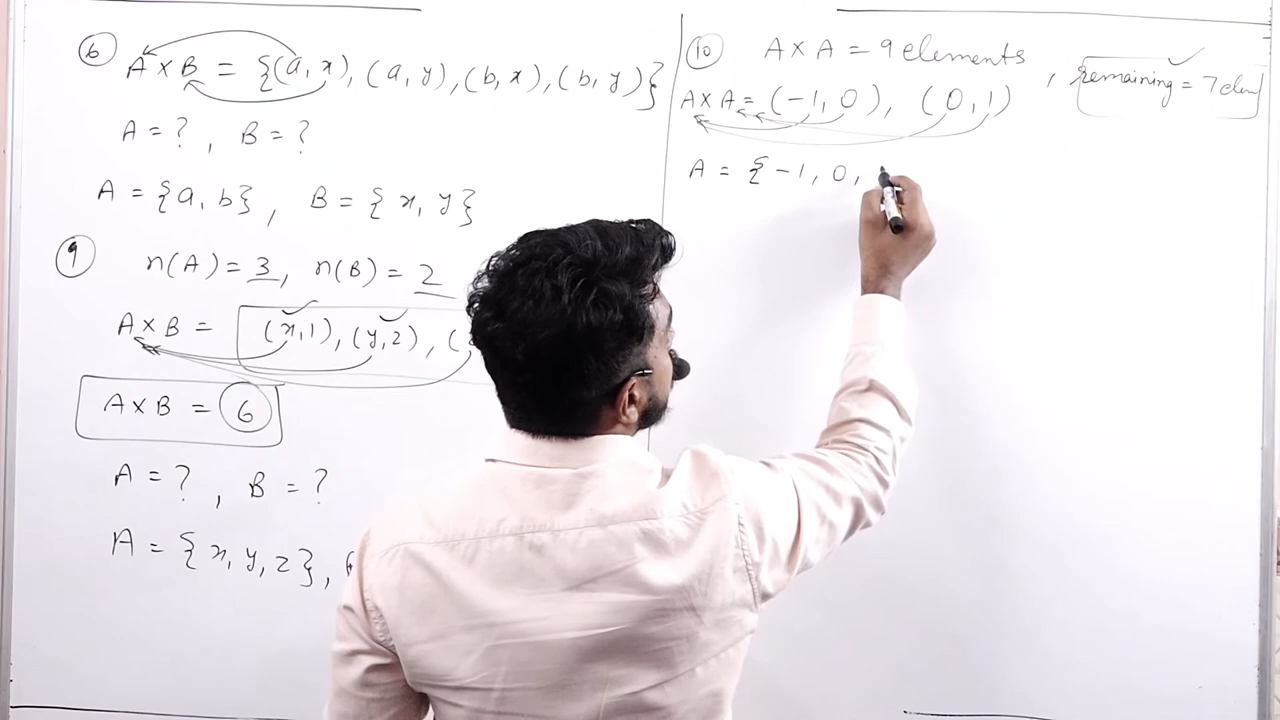 ⑥ A × B = {(a, x), (a, y), (b, x), (b, y)}
A = ? , B = ?
A = {a, b} , B = { x, y }
⑨ n(A) = 3, n(B) = 2
A × B = (x,1), (y,2), (
A × B = 6
A = ? , B = ?
A = {x, y, z},
⑩ A × A = 9 elements , remaining = 7 elem
A × A = (-1, 0), (0, 1)
A = { -1, 0,